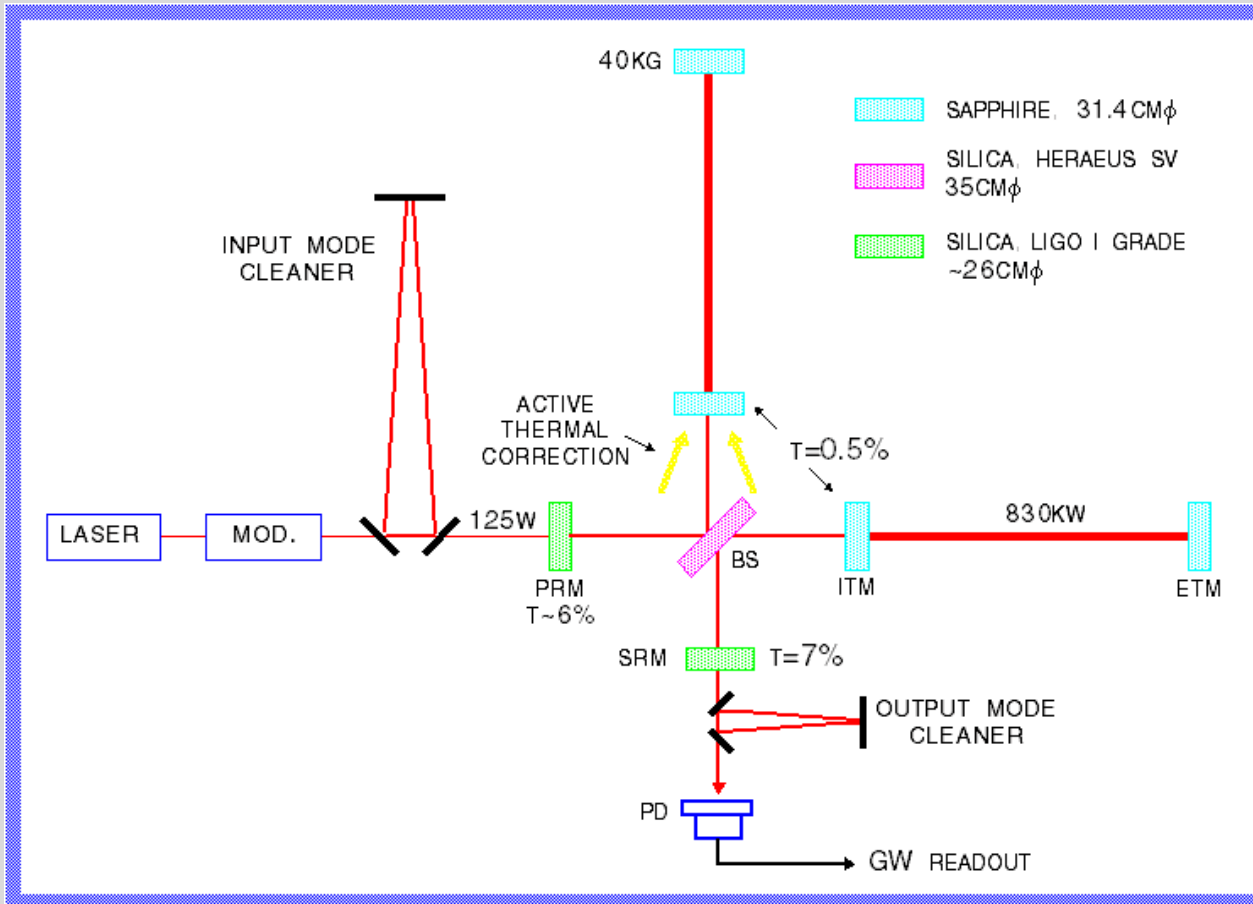 40KG
SAPPHIRE, 31.4CMϕ
SILICA, HERAEUS SV
35CMϕ
SILICA, LIGO I GRADE
~26CMϕ
INPUT MODE
CLEANER
ACTIVE
THERMAL
CORRECTION
T=0.5%
LASER
MOD.
125W
830KW
BS
PRM
T~6%
ITM
ETM
SRM
T=7%
OUTPUT MODE
CLEANER
PD
GW READOUT